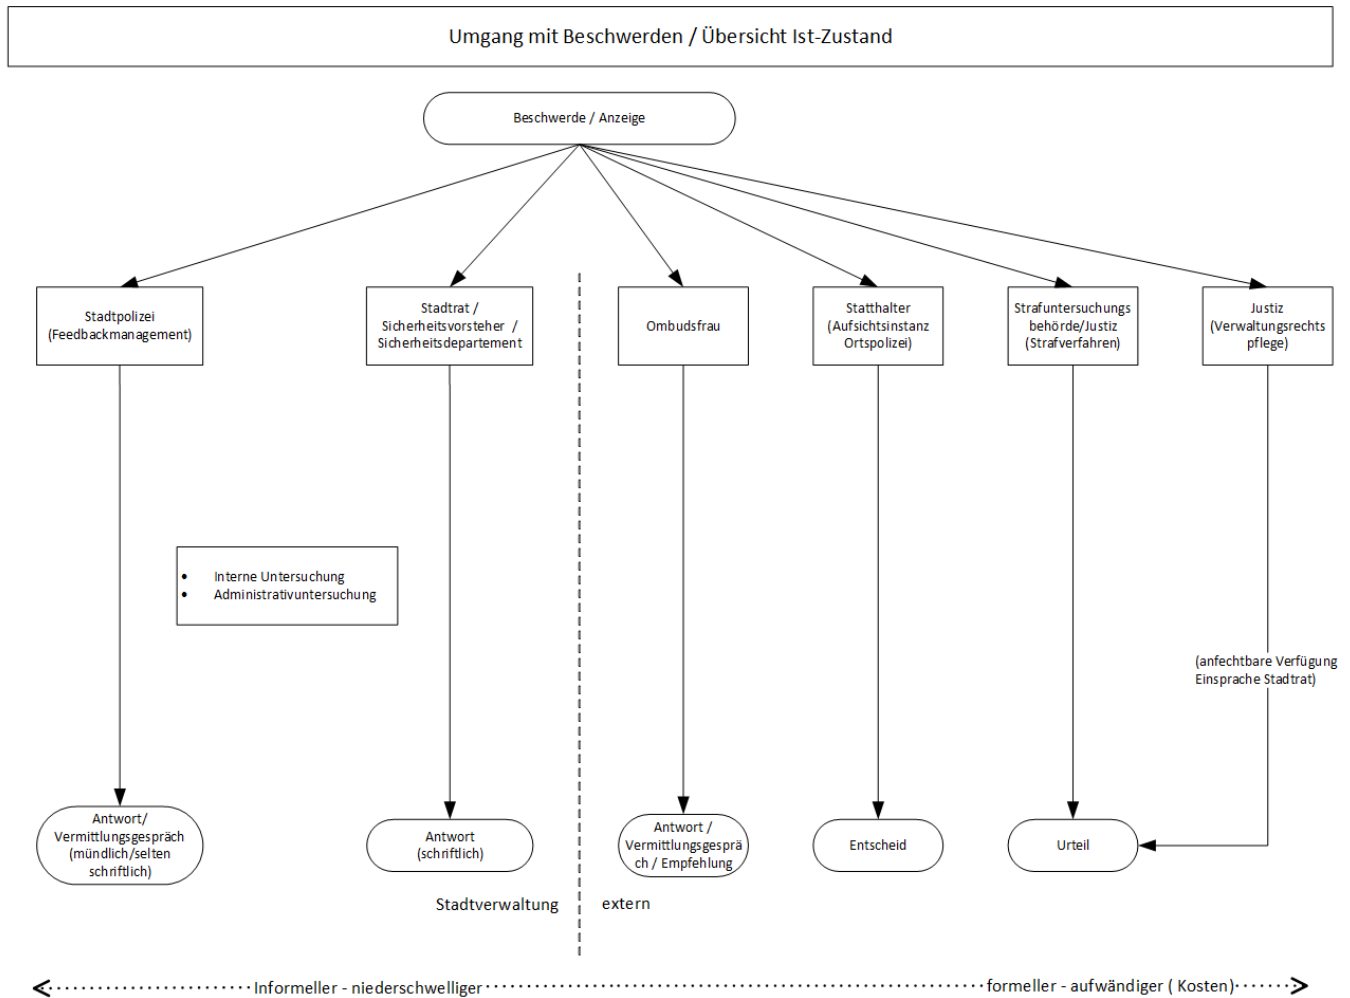 Umgang mit Beschwerden / Übersicht Ist-Zustand
Beschwerde / Anzeige
Stadtpolizei
(Feedbackmanagement)
Stadtrat /
Sicherheitsvorsteher /
Sicherheitsdepartement
Ombudsfrau
Statthalter
(Aufsichtsinstanz
Ortspolizei)
Strafuntersuchungs
behörde/Justiz
(Strafverfahren)
Justiz
(Verwaltungsrechts
pflege)
• Interne Untersuchung
• Administrativuntersuchung
(anfechtbare Verfügung
Einsprache Stadtrat)
Antwort/
Vermittlungsgespräch
(mündlich/selten
schriftlich)
Antwort
(schriftlich)
Antwort /
Vermittlungsgesprä
ch / Empfehlung
Entscheid
Urteil
Stadtverwaltung
extern
Informeller - niederschwelliger
formeller - aufwändiger ( Kosten)